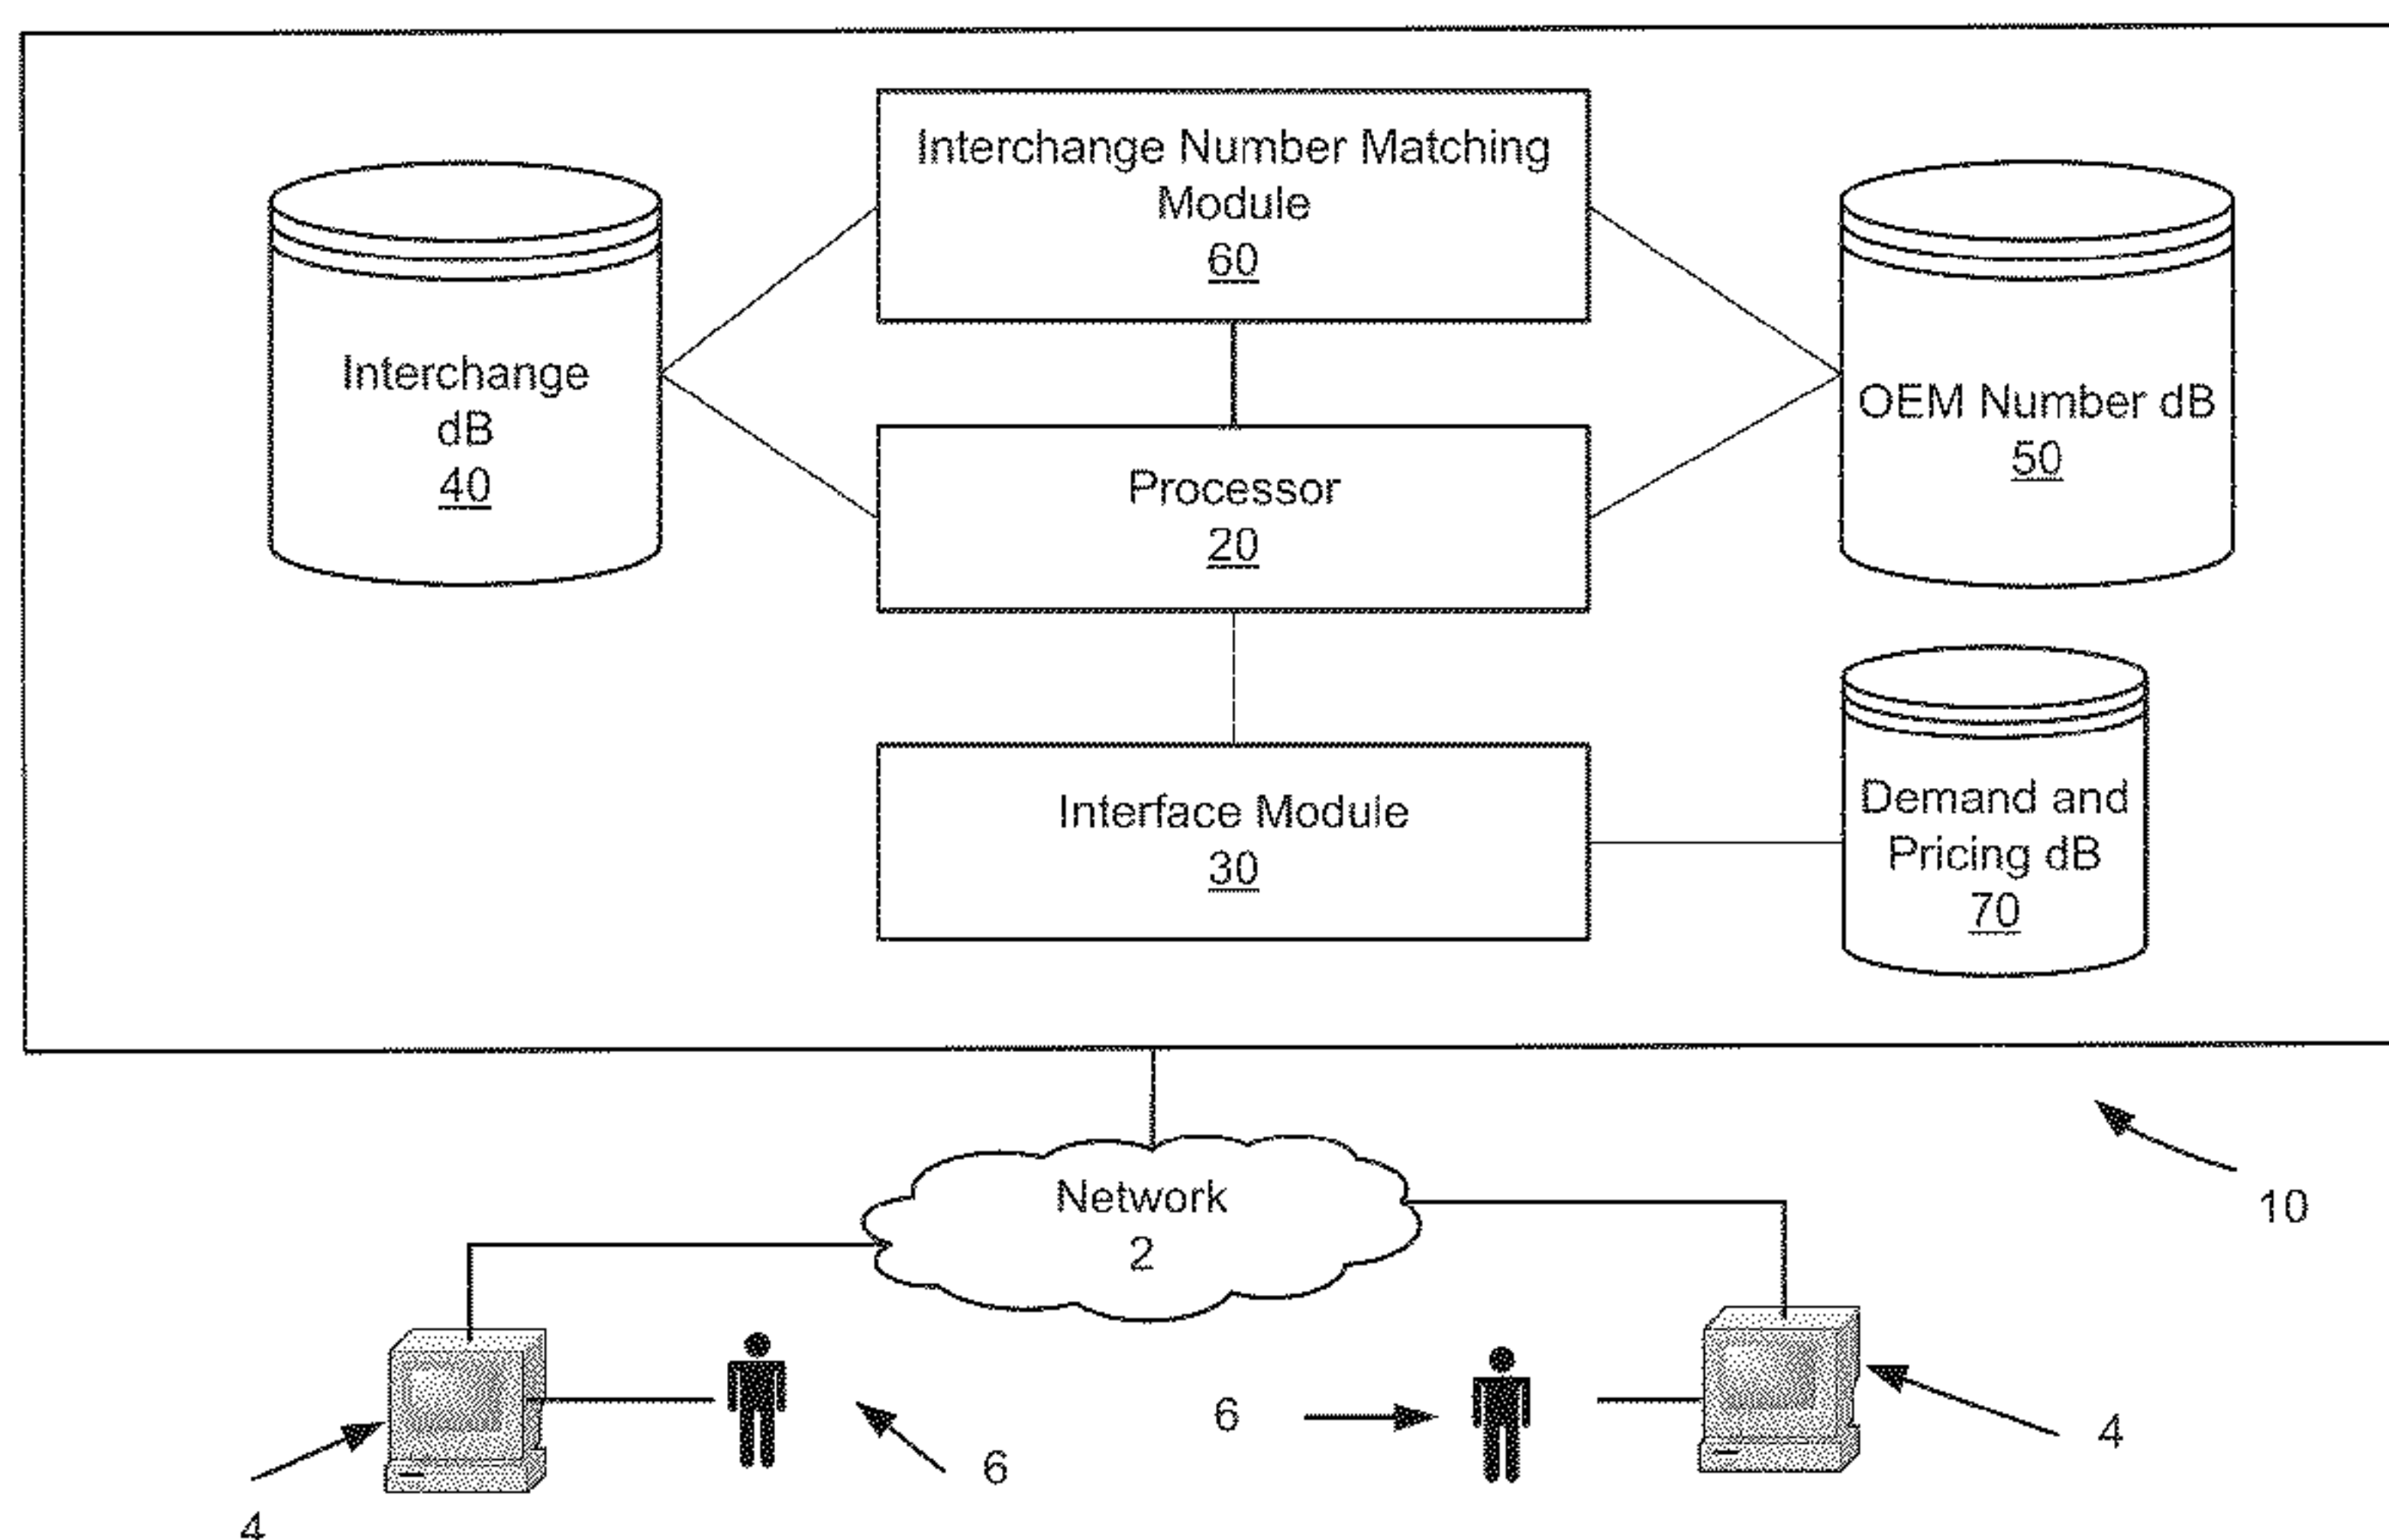 Interchange Number Matching
Module
60
Interchange
dB
40
OEM Number dB
50
Processor
20
Interface Module
30
Demand and
Pricing dB
70
10
Network
2
4
6
6
4